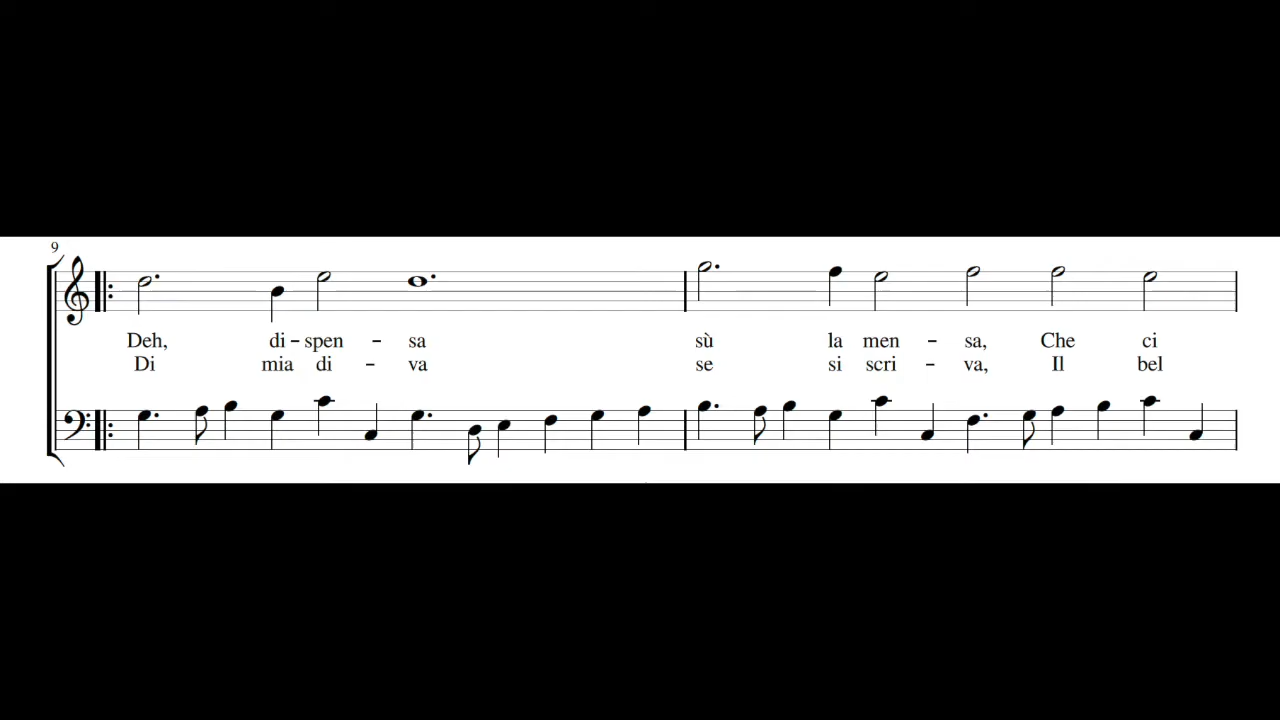 9
Deh, di – spen – sa sù la men – sa, Che ci
Di mia di – va se si scri – va, Il bel